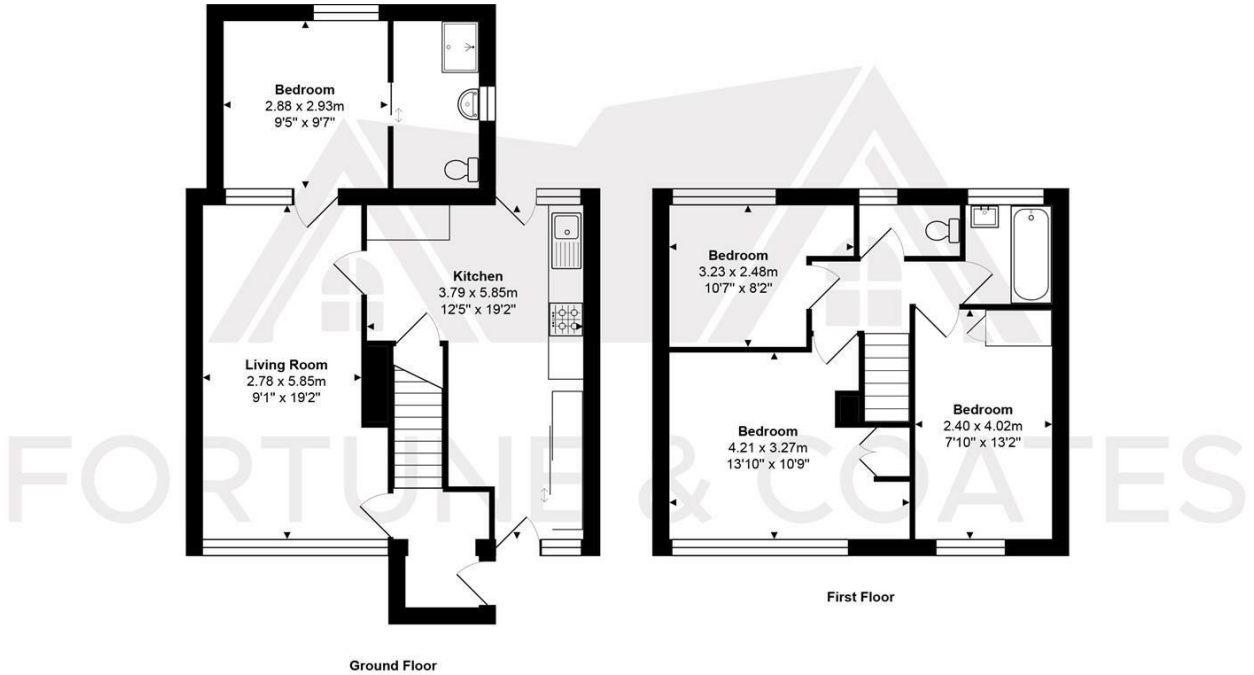 Bedroom
2.88 x 2.93m
9'5" x 9'7"
Kitchen
3.79 x 5.85m
12'5" x 19'2"
Living Room
2.78 x 5.85m
9'1" x 19'2"
Ground Floor
Bedroom
3.23 x 2.48m
10'7" x 8'2"
Bedroom
4.21 x 3.27m
13'10" x 10'9"
Bedroom
2.40 x 4.02m
7'10" x 13'2"
First Floor
FORTUNE & COATES